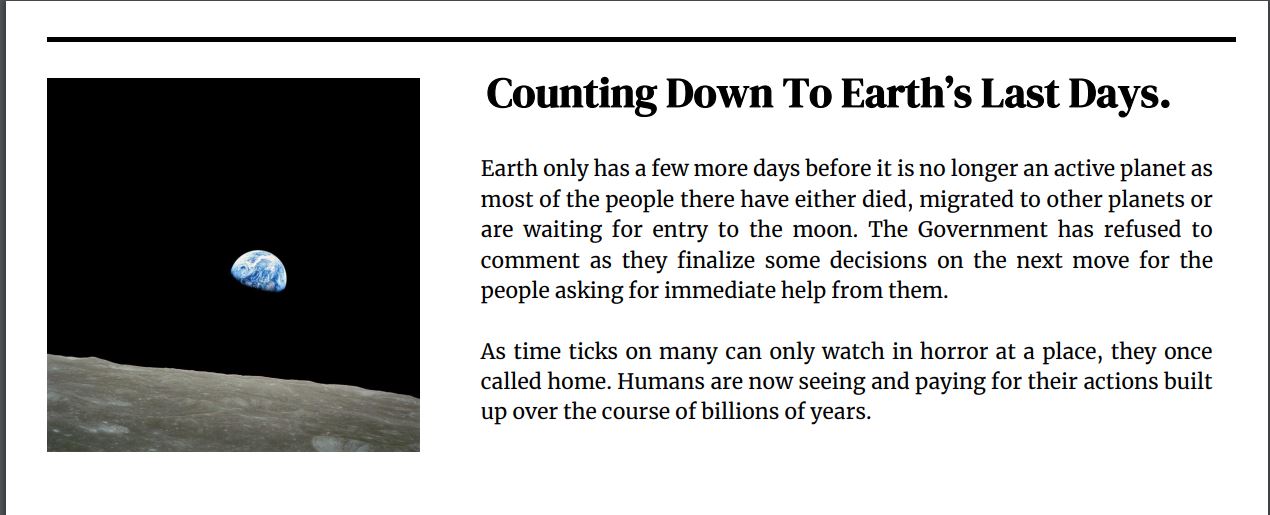 Counting Down To Earth’s Last Days.
Earth only has a few more days before it is no longer an active planet as
most of the people there have either died, migrated to other planets or
are waiting for entry to the moon. The Government has refused to
comment as they finalize some decisions on the next move for the
people asking for immediate help from them.
As time ticks on many can only watch in horror at a place, they once
called home. Humans are now seeing and paying for their actions built
up over the course of billions of years.